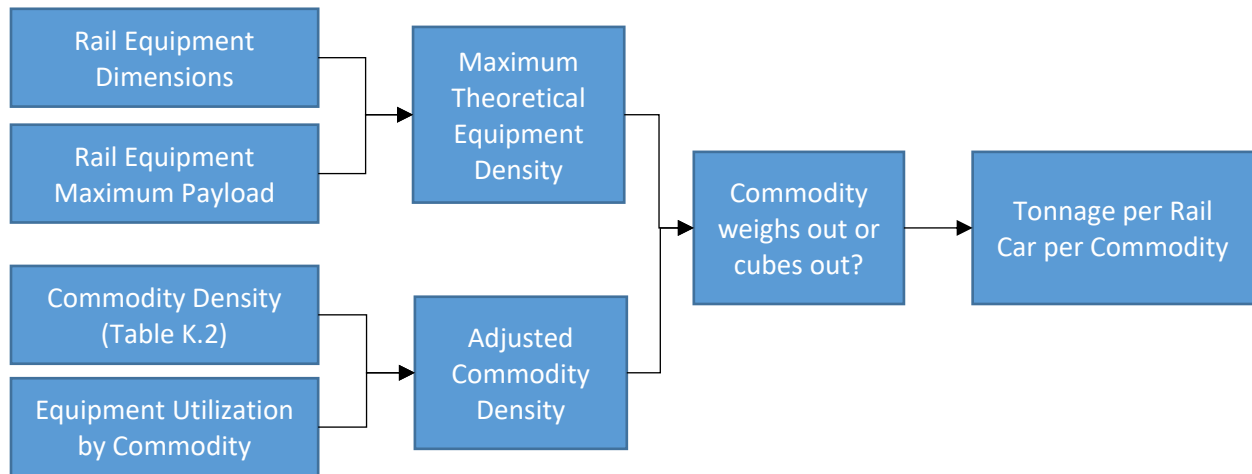 Rail Equipment
Dimensions
Rail Equipment
Maximum Payload
Maximum
Theoretical
Equipment
Density
Commodity Density
(Table K.2)
Equipment Utilization
by Commodity
Adjusted
Commodity
Density
Commodity
weighs out or
cubes out?
Tonnage per Rail
Car per Commodity